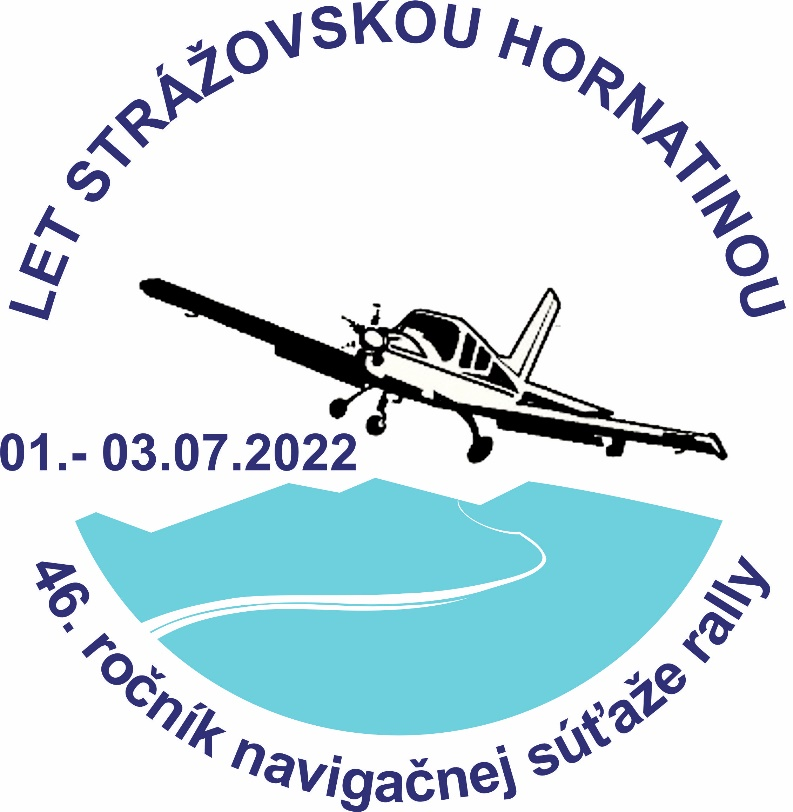 LET STRÁŽOVSKOU HORNATINOU
01.- 03.07.2022
46. ročník navigačnej súťaže rally